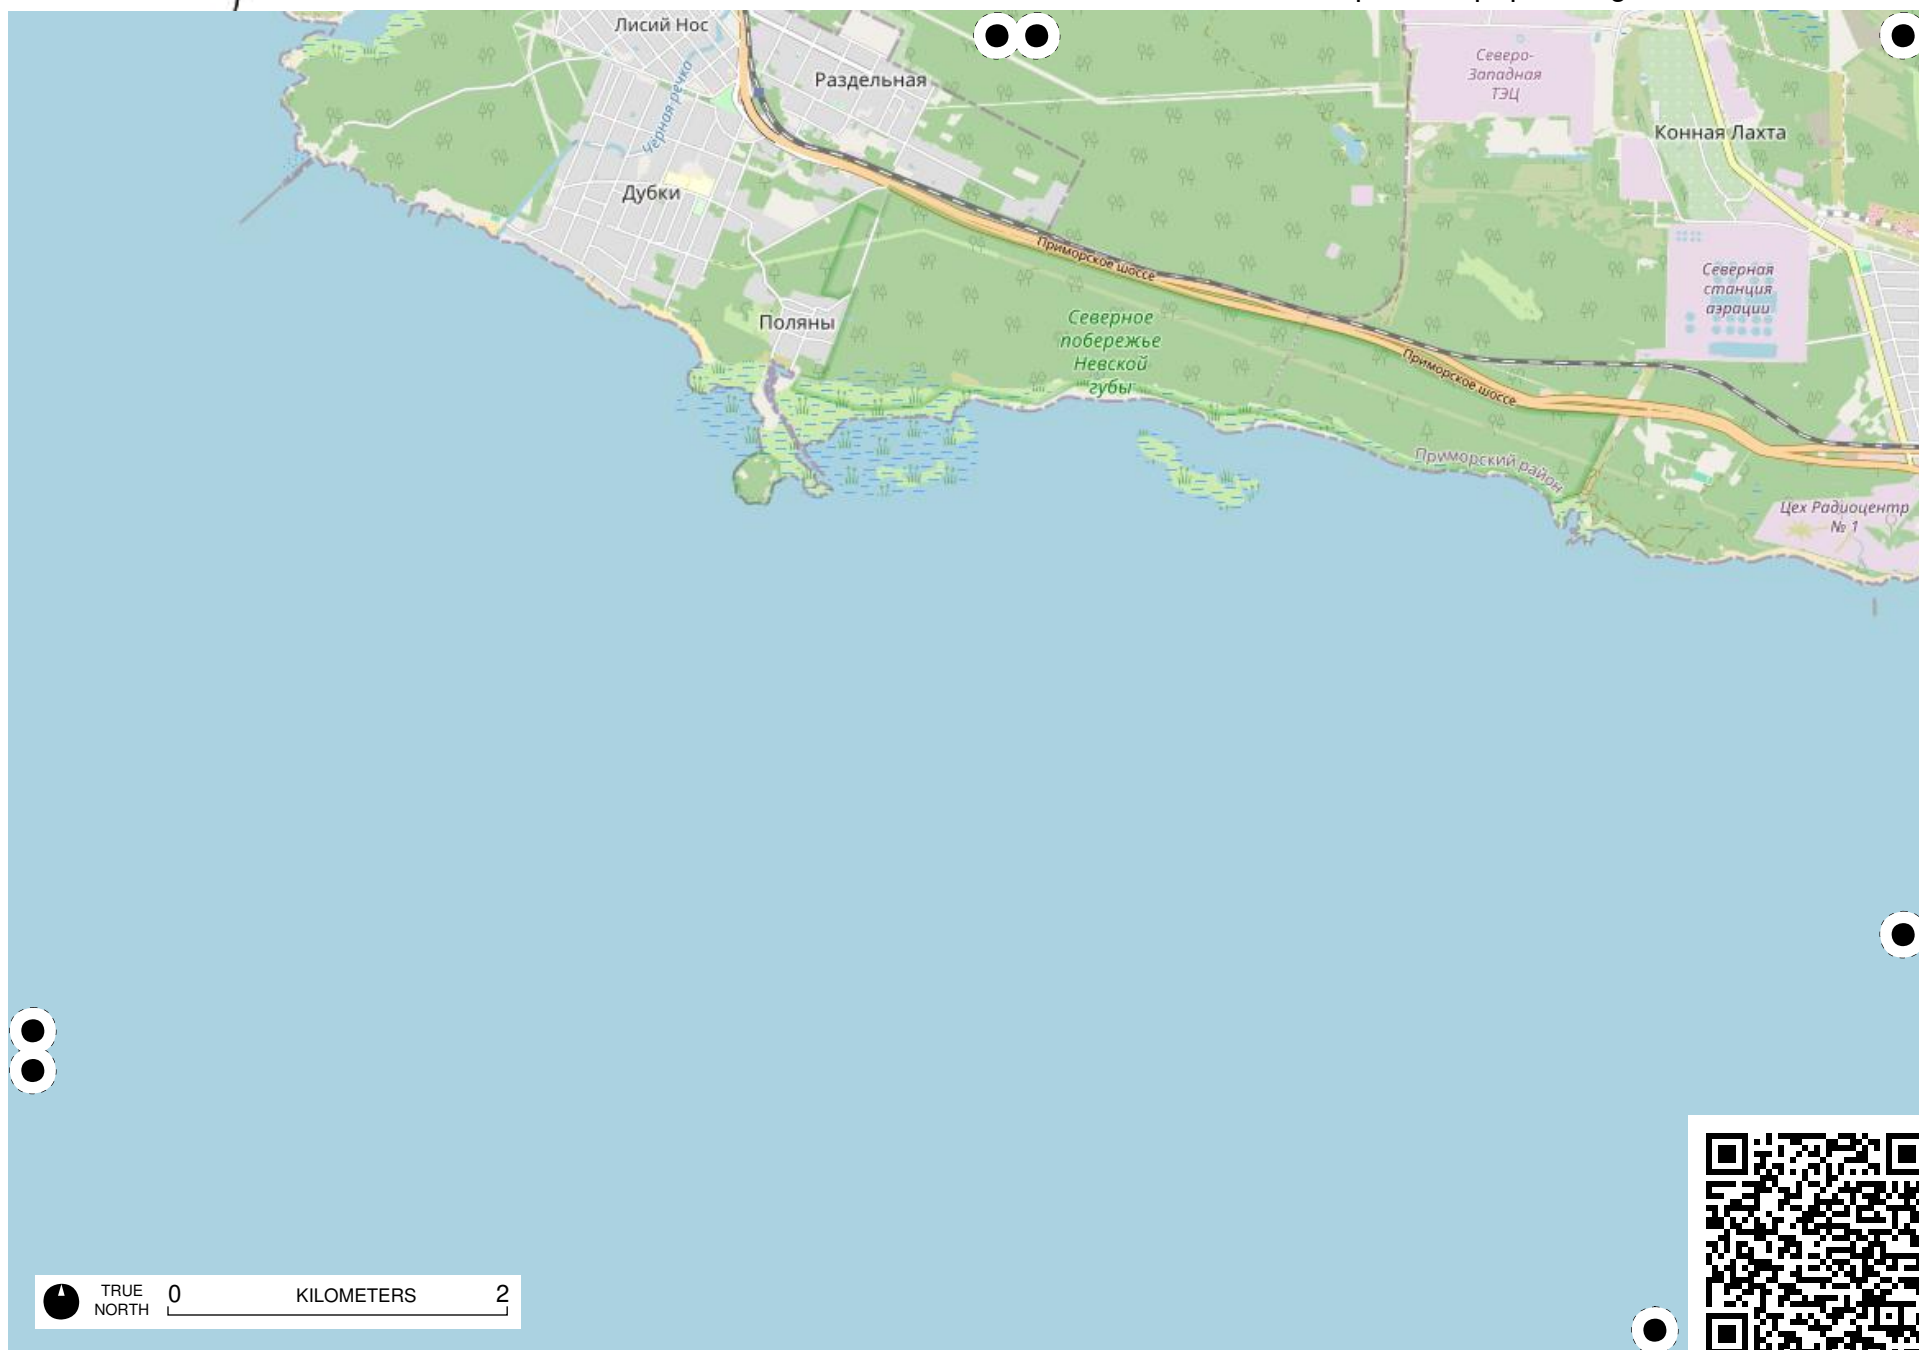 Лисий Нос
Раздельная
Чёрная речка
Дубки
Северо-
Западная
ТЭЦ
Конная Лахта
Приморское шоссе
Северная
станция
аэрации
Поляны
Северное
побережье
Невской
губы
Приморское шоссе
Приморский район
Цех Радиоцентр
№ 1
TRUE
NORTH
0 KILOMETERS 2